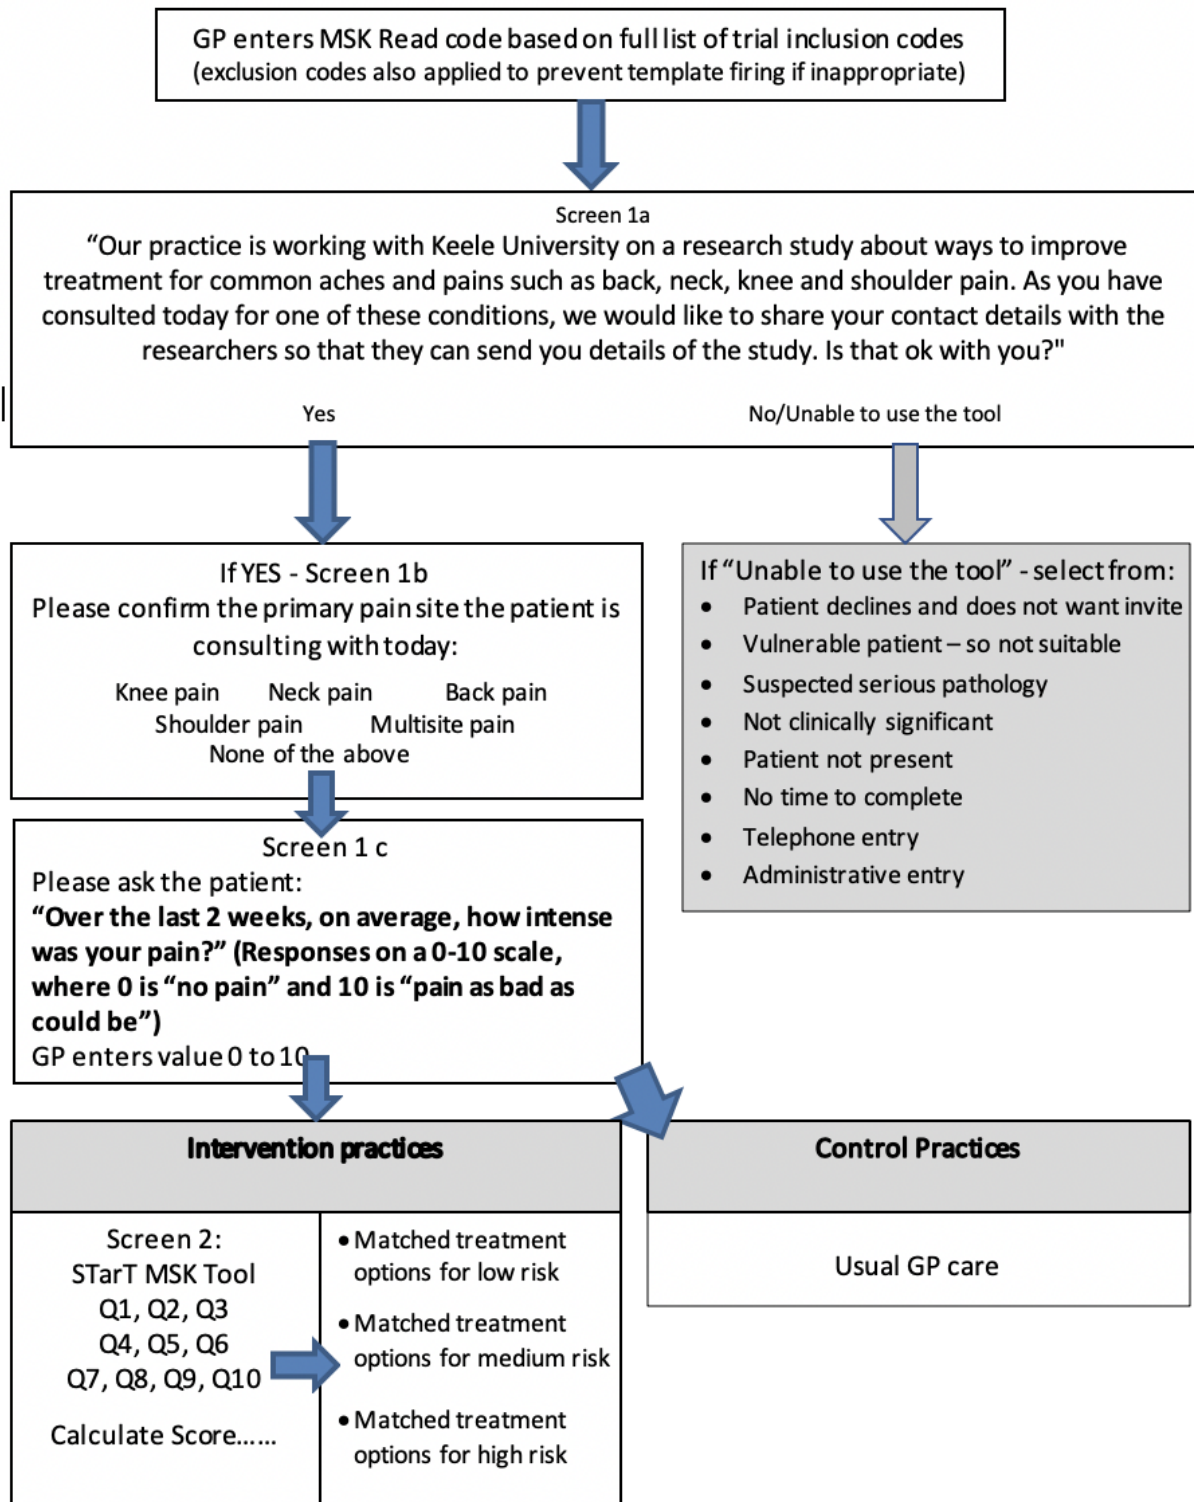 GP enters MSK Read code based on full list of trial inclusion codes
(exclusion codes also applied to prevent template firing if inappropriate)
Screen 1a
“Our practice is working with Keele University on a research study about ways to improve
treatment for common aches and pains such as back, neck, knee and shoulder pain. As you have
consulted today for one of these conditions, we would like to share your contact details with the
researchers so that they can send you details of the study. Is that ok with you?"
Yes
No/Unable to use the tool
If YES - Screen 1b
Please confirm the primary pain site the patient is
consulting with today:
Knee pain Neck pain Back pain
Shoulder pain Multisite pain
None of the above
If “Unable to use the tool” - select from:
• Patient declines and does not want invite
• Vulnerable patient – so not suitable
• Suspected serious pathology
• Not clinically significant
• Patient not present
• No time to complete
• Telephone entry
• Administrative entry
Screen 1 c
Please ask the patient:
“Over the last 2 weeks, on average, how intense
was your pain?” (Responses on a 0-10 scale,
where 0 is “no pain” and 10 is “pain as bad as
could be”)
GP enters value 0 to 10
Intervention practices
Screen 2:
STarT MSK Tool
Q1, Q2, Q3
Q4, Q5, Q6
Q7, Q8, Q9, Q10
Calculate Score......
• Matched treatment
options for low risk
• Matched treatment
options for medium risk
• Matched treatment
options for high risk
Control Practices
Usual GP care